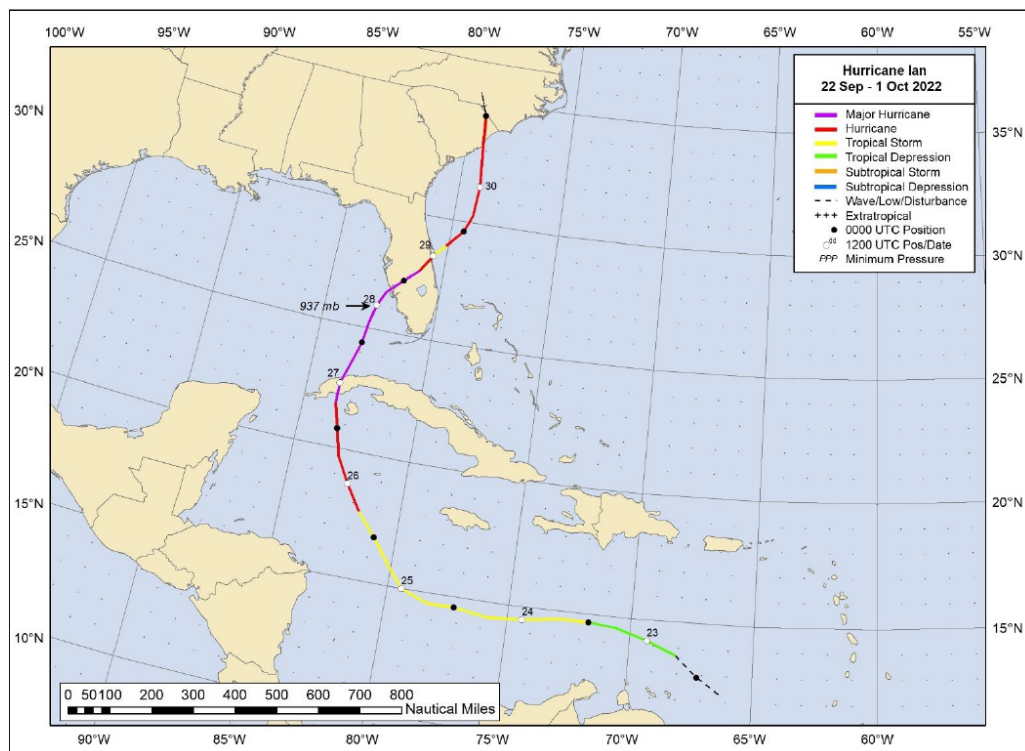 100°W 95°W 90°W 85°W 80°W 75°W 70°W 65°W 60°W 55°W
Hurricane Ian
22 Sep - 1 Oct 2022
Major Hurricane
Hurricane
Tropical Storm
Tropical Depression
Subtropical Storm
Subtropical Depression
Wave/Low/Disturbance
+++ Extratropical
0000 UTC Position
00 1200 UTC Pos/Date
PPP Minimum Pressure
30°N
35°N
30
25°N
29
30°N
28
937 mb
20°N
27
25°N
26
15°N
20°N
25
24
23
10°N
15°N
0 50 100 200 300 400 500 600 700 800
Nautical Miles
90°W 85°W 80°W 75°W 70°W 65°W 60°W